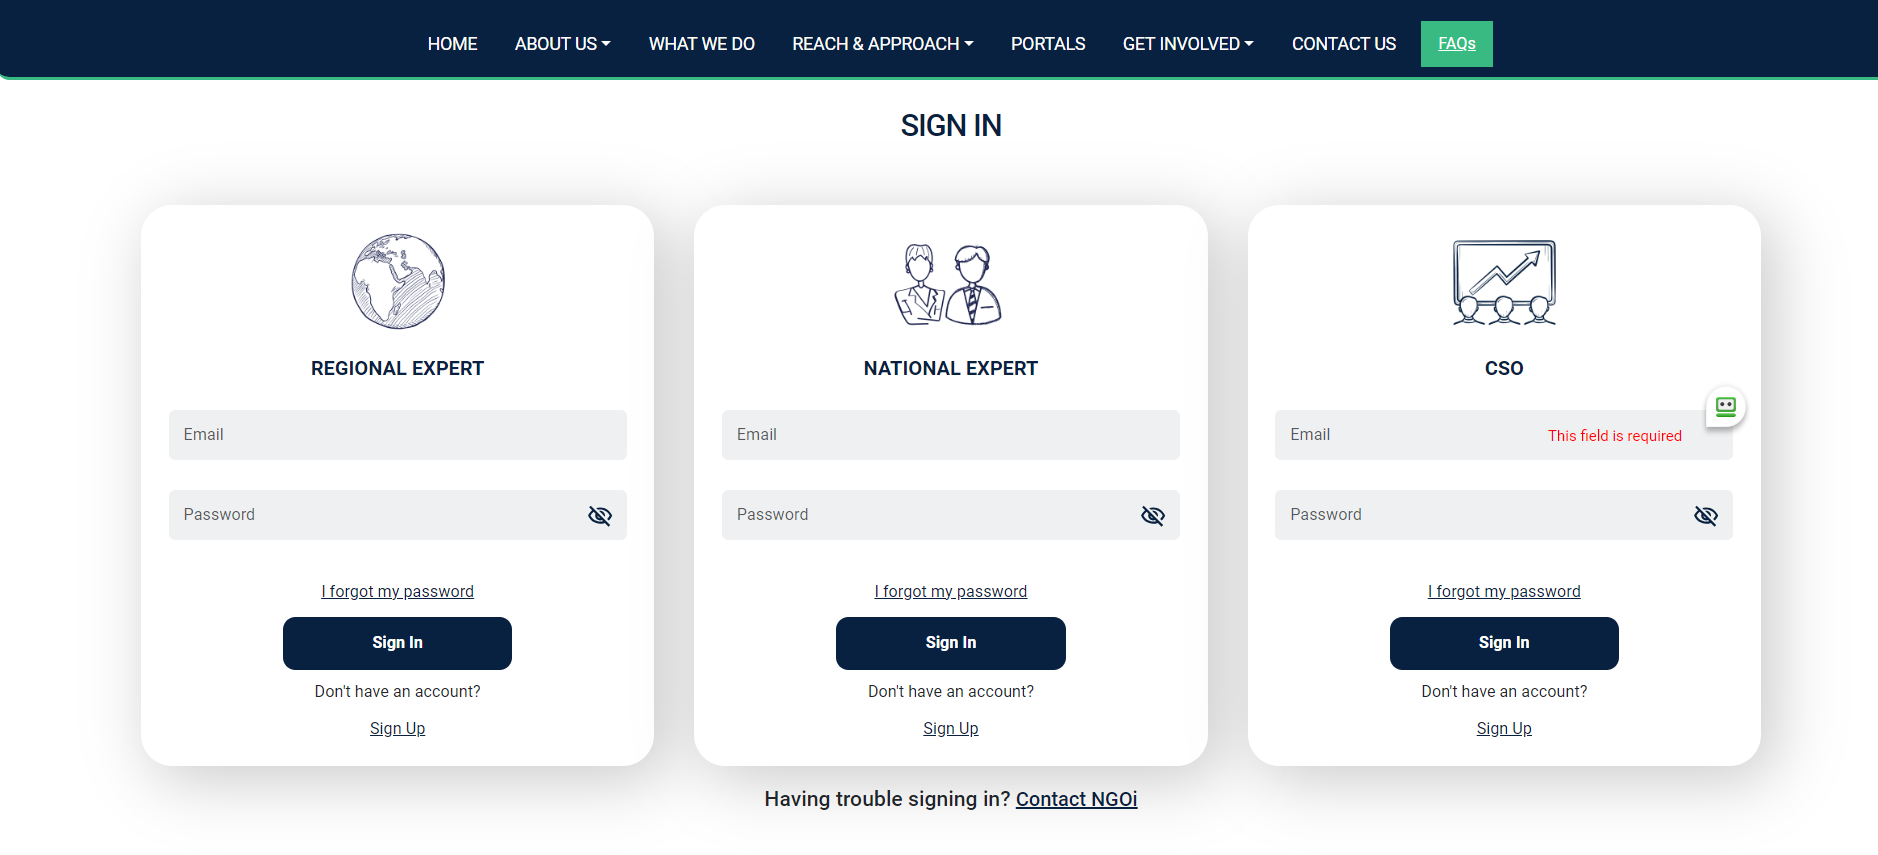 HOME ABOUT US WHAT WE DO REACH & APPROACH PORTALS GET INVOLVED CONTACT US FAQs
SIGN IN
REGIONAL EXPERT
Email
Password
I forgot my password
Sign In
Don't have an account?
Sign Up
NATIONAL EXPERT
Email
Password
I forgot my password
Sign In
Don't have an account?
Sign Up
CSO
Email This field is required
Password
I forgot my password
Sign In
Don't have an account?
Sign Up
Having trouble signing in? Contact NGOi